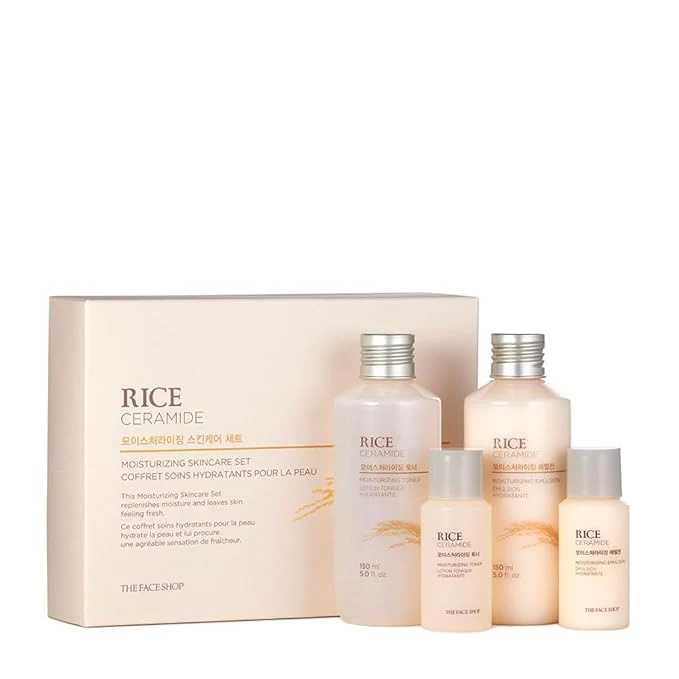 RICE
CERAMIDE
모이스처라이징 스킨케어 세트
MOISTURIZING SKINCARE SET
COFFRET SOINS HYDRATANTS POUR LA PEAU
This Moisturizing Skincare Set
replenishes moisture and leaves skin
feeling fresh.
Ce coffret soins hydratants pour la peau
hydrate la peau et lui procure
une agréable sensation de fraîcheur.
THE FACE SHOP
RICE
CERAMIDE
모이스처라이징 토너
MOISTURIZING TONER
LOTION TONIQUE
HYDRATANTE
150 ml
5.0 fl. oz.
RICE
CERAMIDE
모이스처라이징 토너
MOISTURIZING TONER
LOTION TONIQUE
HYDRATANTE
THE FACE SHOP
RICE
CERAMIDE
모이스처라이징 에멀전
MOISTURIZING EMULSION
ÉMULSION
HYDRATANTE
150 ml
5.0 fl. oz.
RICE
CERAMIDE
모이스처라이징 에멀전
MOISTURIZING EMULSION
ÉMULSION
HYDRATANTE
THE FACE SHOP